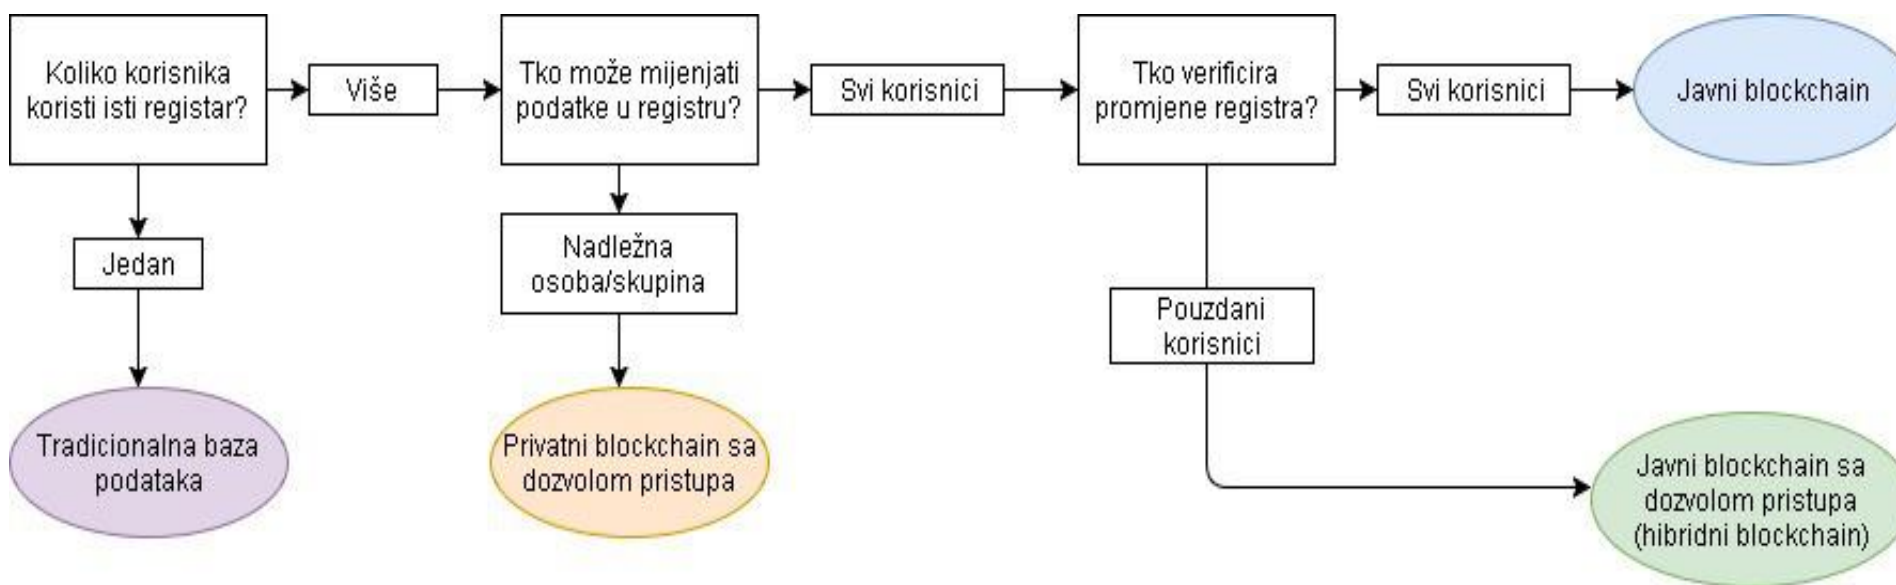 Koliko korisnika
koristi isti registar?
Više
Tko može mijenjati
podatke u registru?
Svi korisnici
Tko verificira
promjene registra?
Svi korisnici
Javni blockchain
Jedan
Nadležna
osoba/skupina
Pouzdani
korisnici
Tradicionalna baza
podataka
Privatni blockchain sa
dozvolom pristupa
Javni blockchain sa
dozvolom pristupa
(hibridni blockchain)